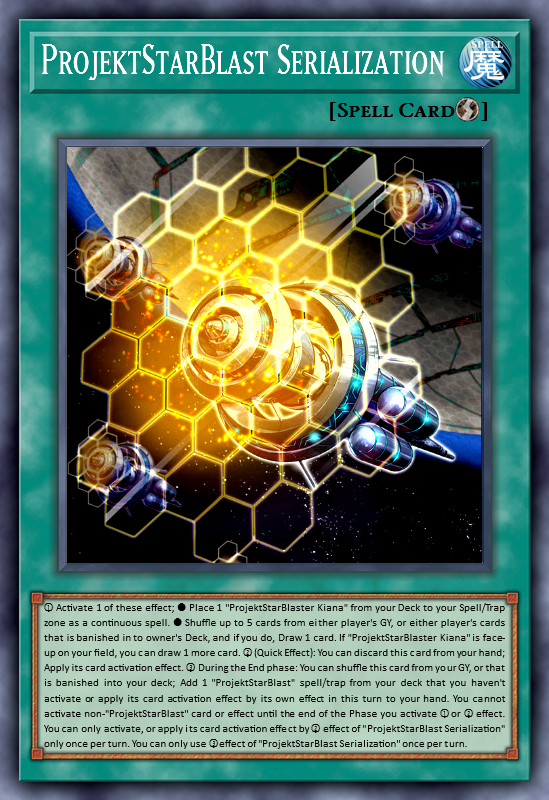 ProjektStarBlast Serialization
SPELL
魔
[Spell Card]
① Activate 1 of these effect; ● Place 1 "ProjektStarBlaster Kiana" from your Deck to your Spell/Trap
zone as a continuous spell. ● Shuffle up to 5 cards from either player's GY, or either player's cards
that is banished in to owner's Deck, and if you do, Draw 1 card. If "ProjektStarBlaster Kiana" is face-
up on your field, you can draw 1 more card. ② (Quick Effect): You can discard this card from your hand;
Apply its card activation effect. ② During the End phase: You can shuffle this card from your GY, or that
is banished into your deck; Add 1 "ProjektStarBlast" spell/trap from your deck that you haven't
activate or apply its card activation effect by its own effect in this turn to your hand. You cannot
activate non-"ProjektStarBlast" card or effect until the end of the Phase you activate ① or ② effect.
You can only activate, or apply its card activation effect by ② effect of "ProjektStarBlast Serialization"
only once per turn. You can only use ② effect of "ProjektStarBlast Serialization" once per turn.